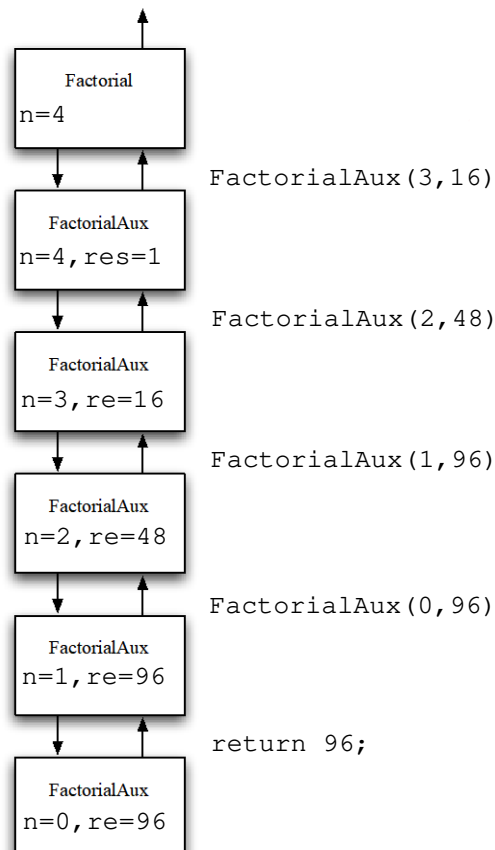 Factorial
n=4
FactorialAux(3,16)
FactorialAux
n=4,res=1
FactorialAux(2,48)
FactorialAux
n=3,re=16
FactorialAux(1,96)
FactorialAux
n=2,re=48
FactorialAux(0,96)
FactorialAux
n=1,re=96
return 96;
FactorialAux
n=0,re=96